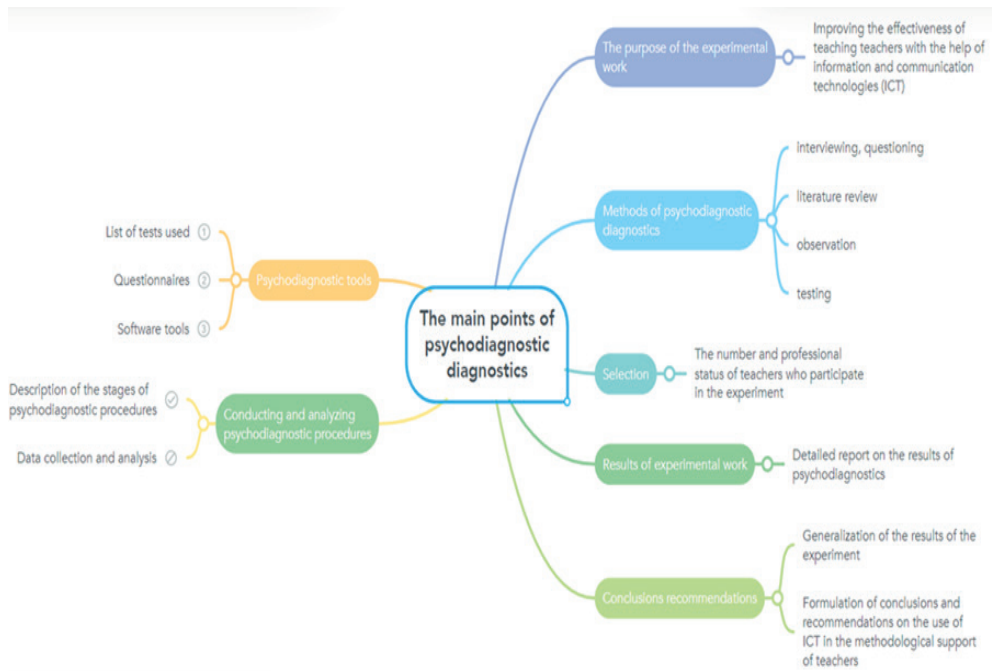 The main points of
psychodiagnostic
diagnostics
The purpose of the experimental
work
Improving the effectiveness of
teaching teachers with the help of
information and communication
technologies (ICT)
Methods of psychodiagnostic
diagnostics
interviewing, questioning
literature review
observation
testing
Selection
The number and professional
status of teachers who participate
in the experiment
Results of experimental work
Detailed report on the results of
psychodiagnostics
Conclusions recommendations
Generalization of the results of the
experiment
Formulation of conclusions and
recommendations on the use of
ICT in the methodological support
of teachers
Psychodiagnostic tools
List of tests used 1
Questionnaires 2
Software tools 3
Conducting and analyzing
psychodiagnostic procedures
Description of the stages of
psychodiagnostic procedures
Data collection and analysis